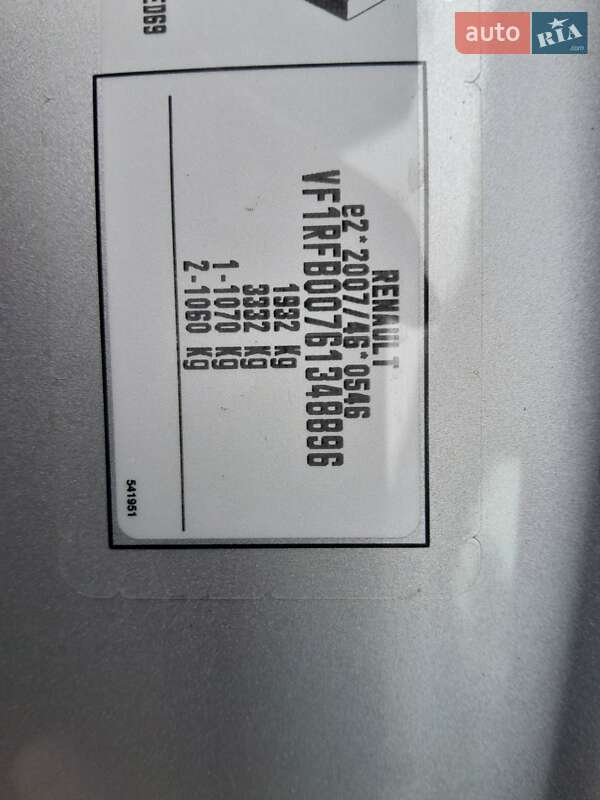 RENAULT
e2*2007/46*0546
VF1RFB00761348896
1932 Kg
3332 Kg
1-1070 Kg
2-1060 Kg
541951
auto RIA.com